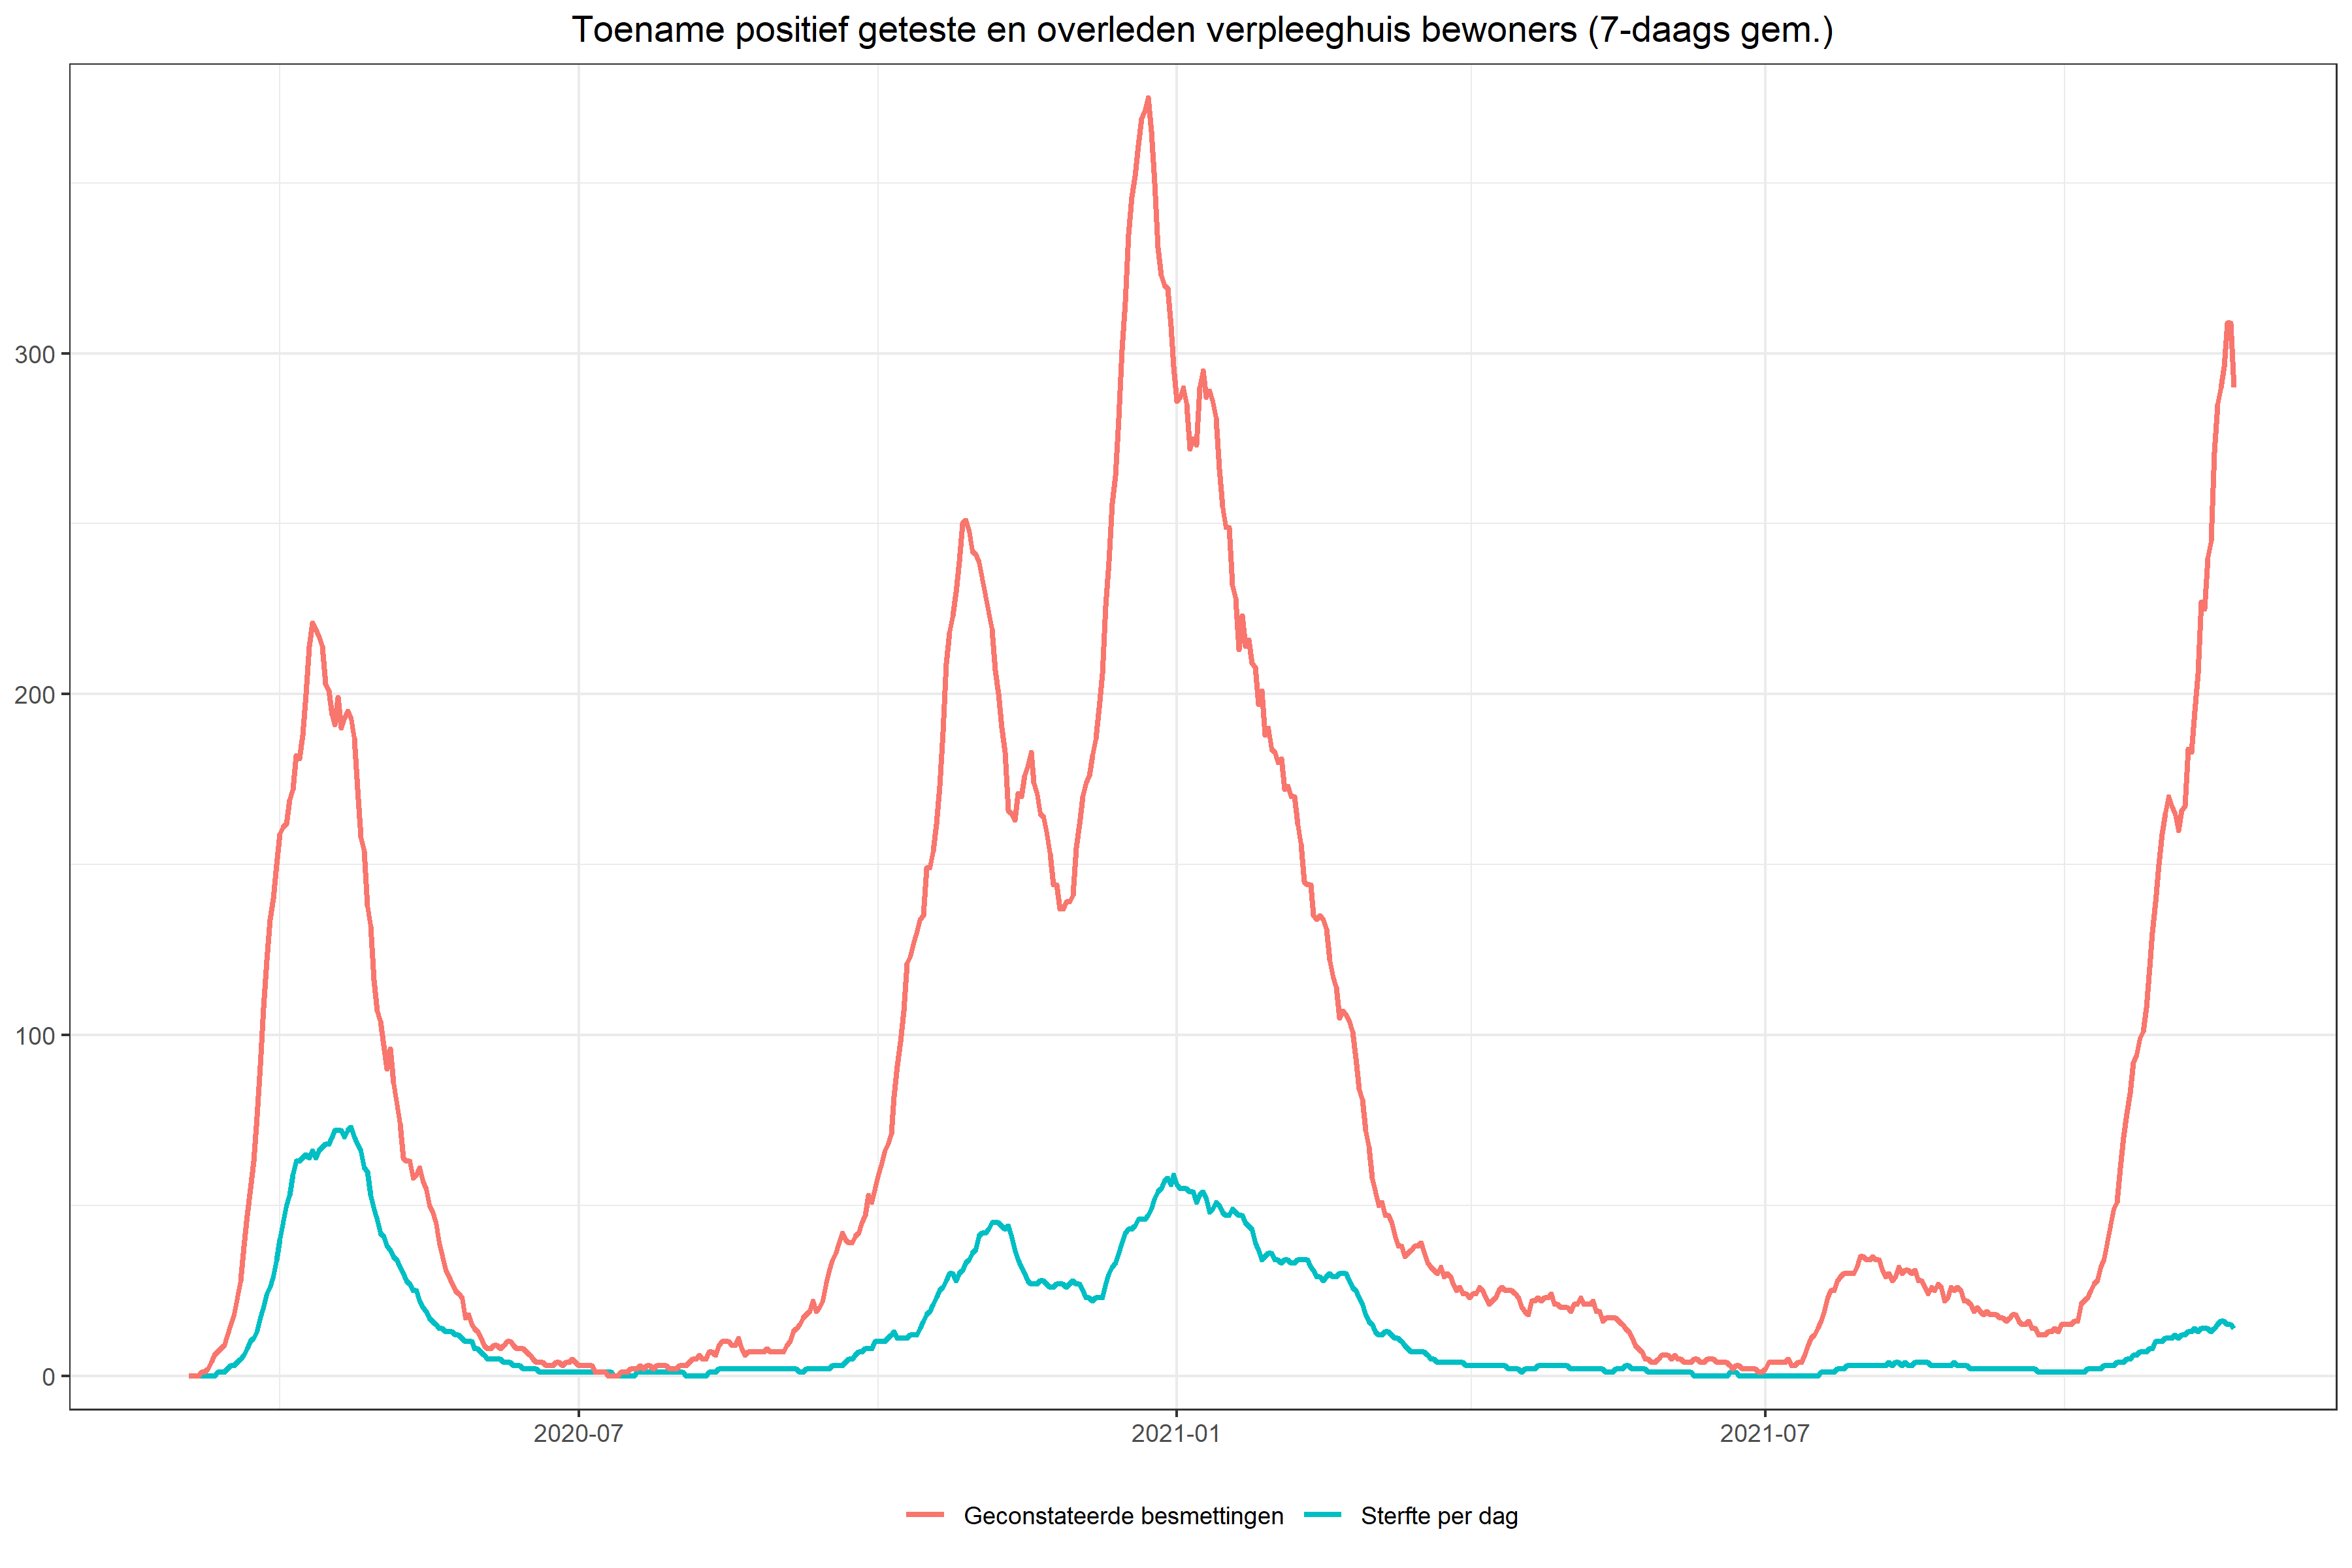 Toename positief geteste en overleden verpleeghuis bewoners (7-daags gem.)
300
200
100
0
2020-07 2021-01 2021-07
Geconstateerde besmettingen Sterfte per dag